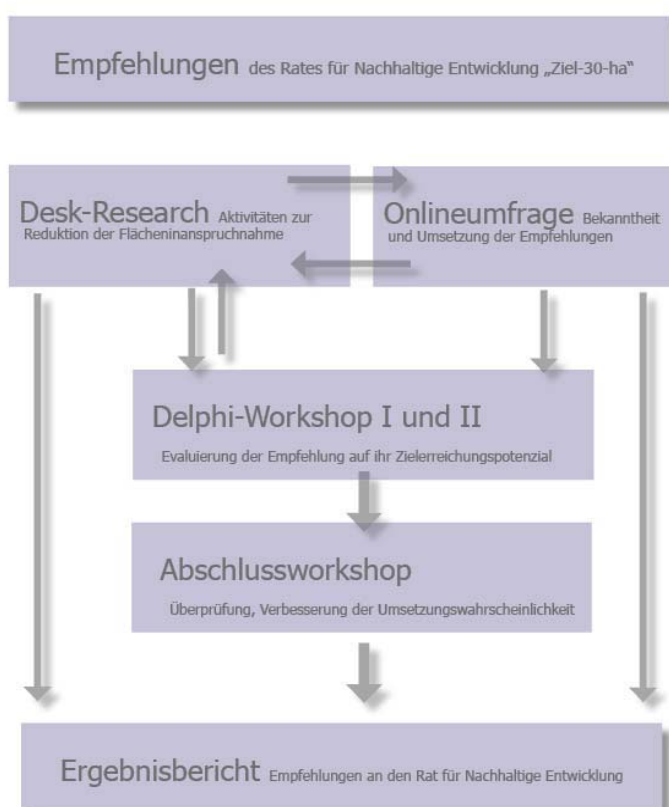 Empfehlungen des Rates für Nachhaltige Entwicklung „Ziel-30-ha“
Desk-Research Aktivitäten zur
Reduktion der Flächeninanspruchnahme
Onlineumfrage Bekanntheit
und Umsetzung der Empfehlungen
Delphi-Workshop I und II
Evaluierung der Empfehlung auf ihr Zielerreichungspotenzial
Abschlussworkshop
Überprüfung, Verbesserung der Umsetzungswahrscheinlichkeit
Ergebnisbericht Empfehlungen an den Rat für Nachhaltige Entwicklung